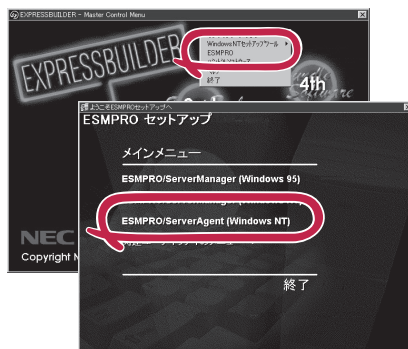 EXPRESSBUILDER - Master Control Menu
EXPRESSBUILDER
Windows NTセットアップツール
ESMPRO
終了
4th
ようこそESMPROセットアップへ
ESMPRO セットアップ
メインメニュー
ESMPRO/ServerManager (Windows 95)
ESMPRO/ServerAgent (Windows NT)
終了
NEC
Copyright N